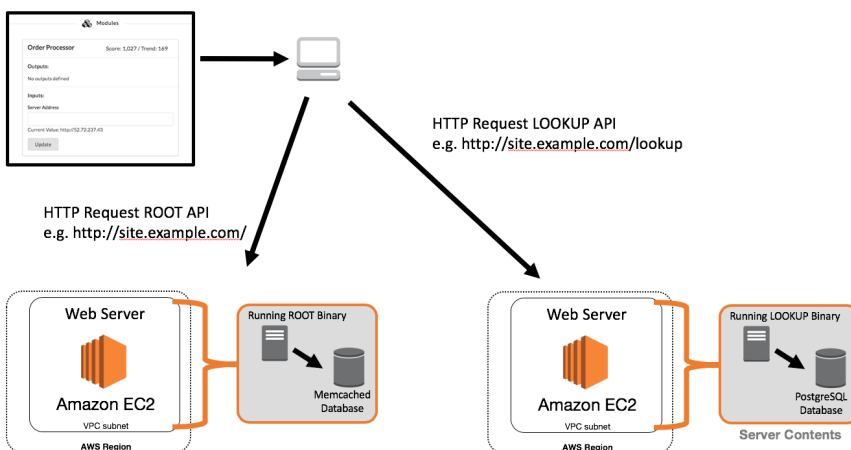 Modules
Order Processor
Score: 1,027 / Trend: 169
Outputs:
No outputs defined
Inputs:
Server Address
Current Value: http://52.72.237.43
Update
HTTP Request LOOKUP API
e.g. http://site.example.com/lookup
HTTP Request ROOT API
e.g. http://site.example.com/
Web Server
Amazon EC2
VPC subnet
AWS Region
Running ROOT Binary
Memcached
Database
Web Server
Amazon EC2
VPC subnet
AWS Region
Running LOOKUP Binary
PostgreSQL
Database
Server Contents